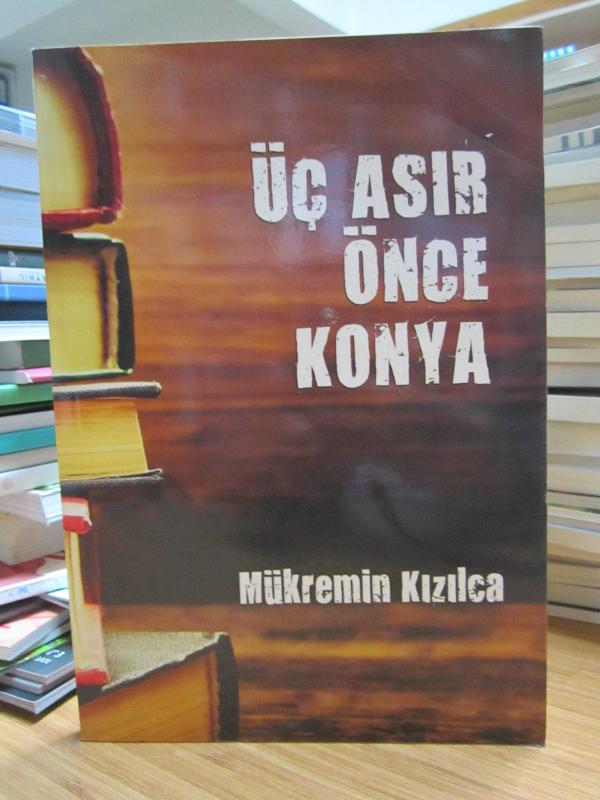 ÜÇ ASIR
ÖNCE
KONYA
Mükremin Kızılca